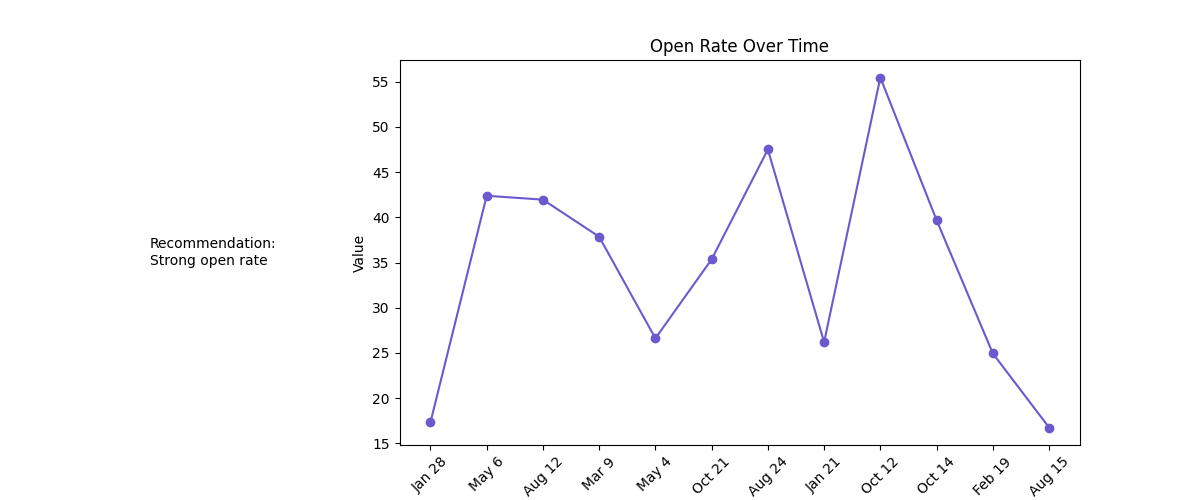 Open Rate Over Time
Recommendation:
Strong open rate
Value
55
50
45
40
35
30
25
20
15
Jan 28
May 6
Aug 12
Mar 9
May 4
Oct 21
Aug 24
Jan 21
Oct 12
Oct 14
Feb 19
Aug 15